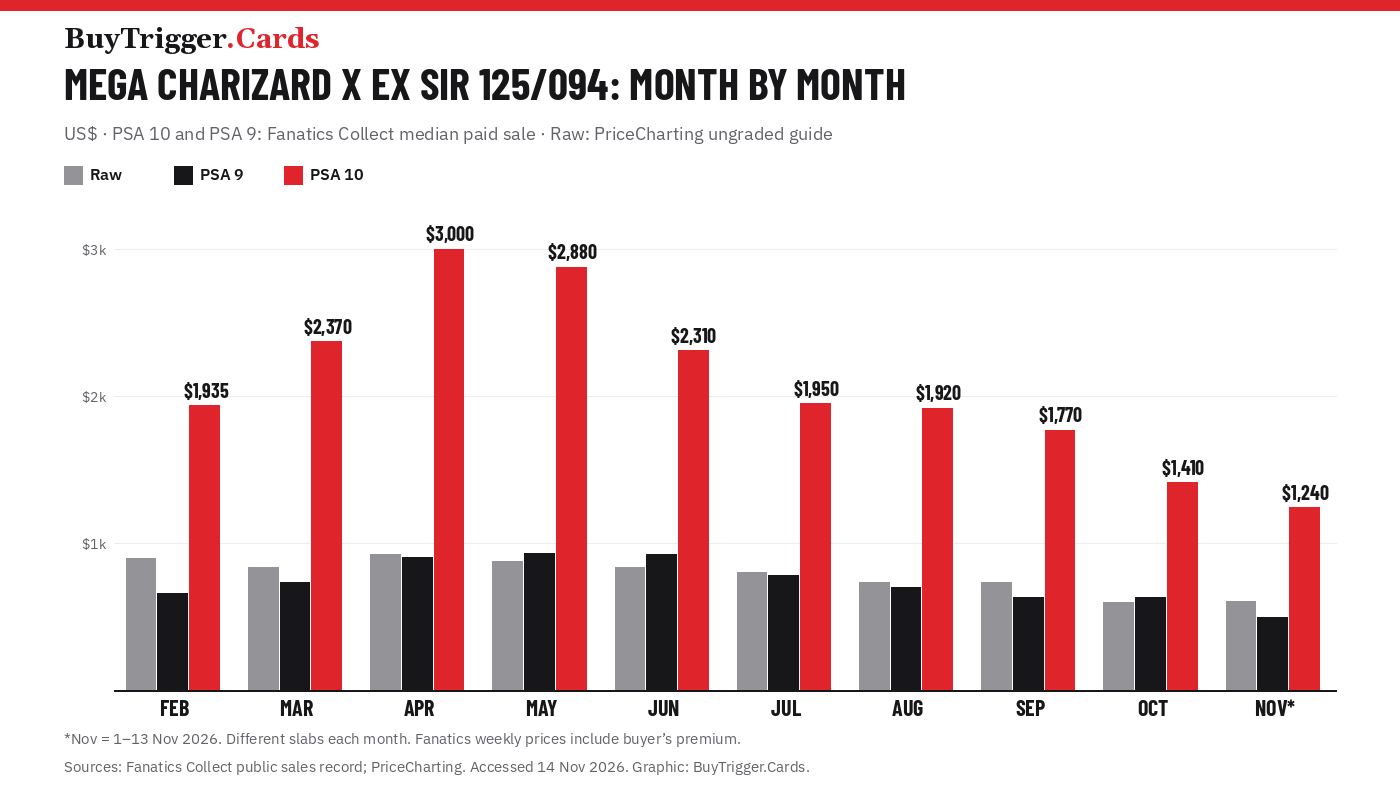 BuyTrigger.Cards
MEGA CHARIZARD X EX SIR 125/094: MONTH BY MONTH
US$ · PSA 10 and PSA 9: Fanatics Collect median paid sale · Raw: PriceCharting ungraded guide
Raw PSA 9 PSA 10
$3,000
$3k
$2,880
$2,370
$2,310
$1,935
$1,950
$2k
$1,920
$1,770
$1,410
$1,240
$1k
FEB MAR APR MAY JUN JUL AUG SEP OCT NOV*
*Nov = 1–13 Nov 2026. Different slabs each month. Fanatics weekly prices include buyer’s premium.
Sources: Fanatics Collect public sales record; PriceCharting. Accessed 14 Nov 2026. Graphic: BuyTrigger.Cards.